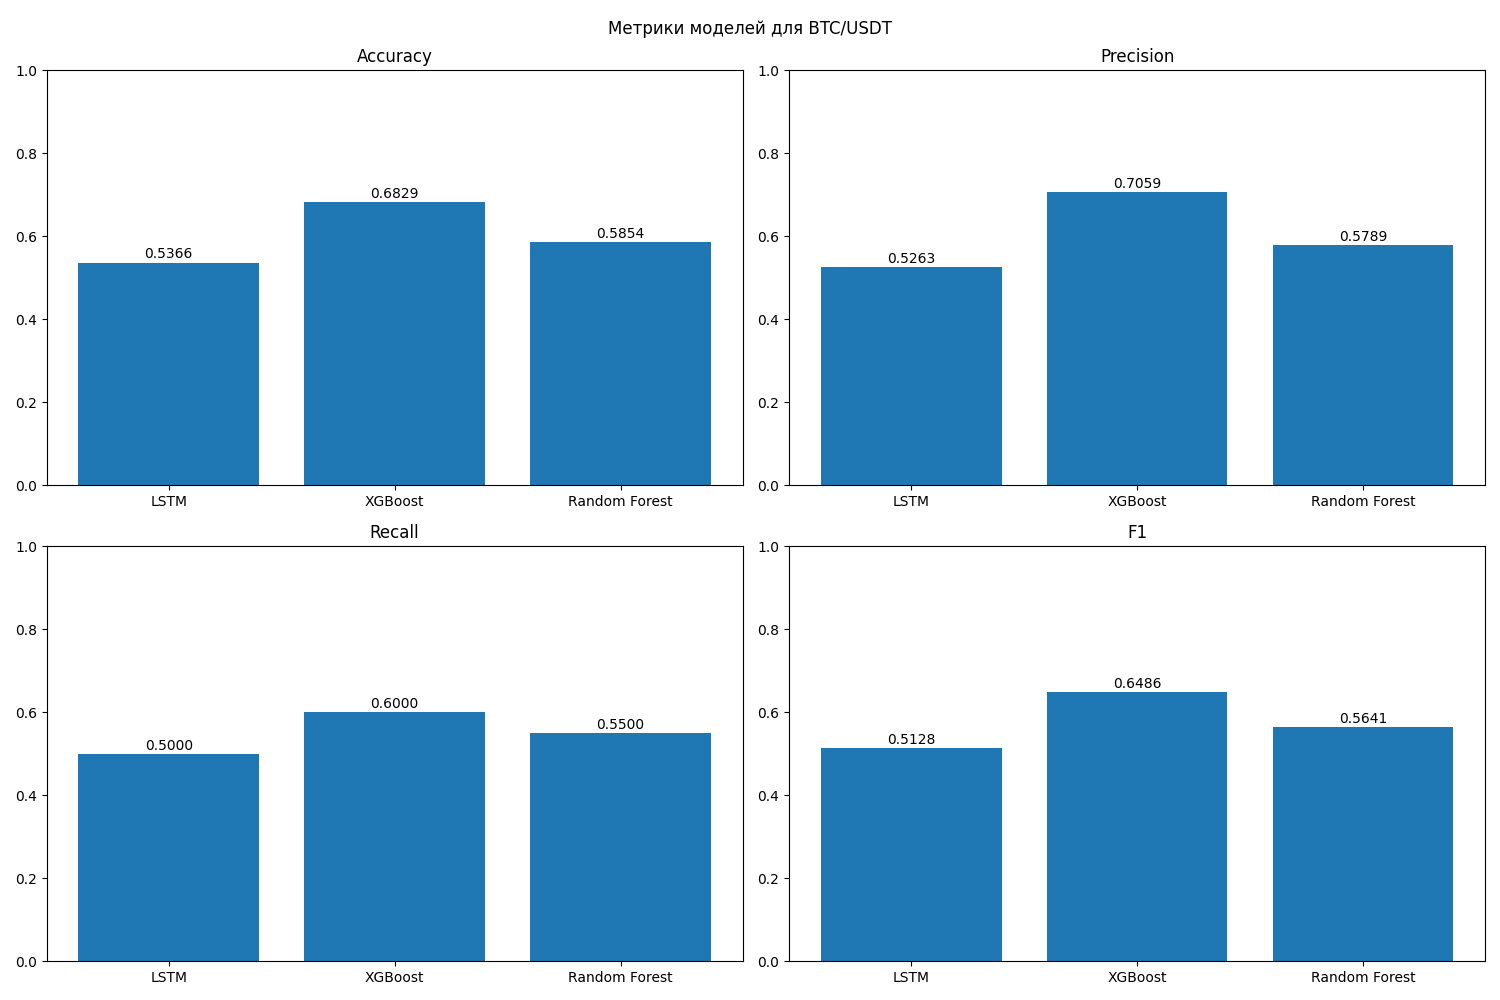 Метрики моделей для BTC/USDT
Accuracy
1.0
0.8
0.6
0.4
0.2
0.0
0.5366
0.6829
0.5854
LSTM
XGBoost
Random Forest
Precision
1.0
0.8
0.6
0.4
0.2
0.0
0.5263
0.7059
0.5789
LSTM
XGBoost
Random Forest
Recall
1.0
0.8
0.6
0.4
0.2
0.0
0.5000
0.6000
0.5500
LSTM
XGBoost
Random Forest
F1
1.0
0.8
0.6
0.4
0.2
0.0
0.5128
0.6486
0.5641
LSTM
XGBoost
Random Forest